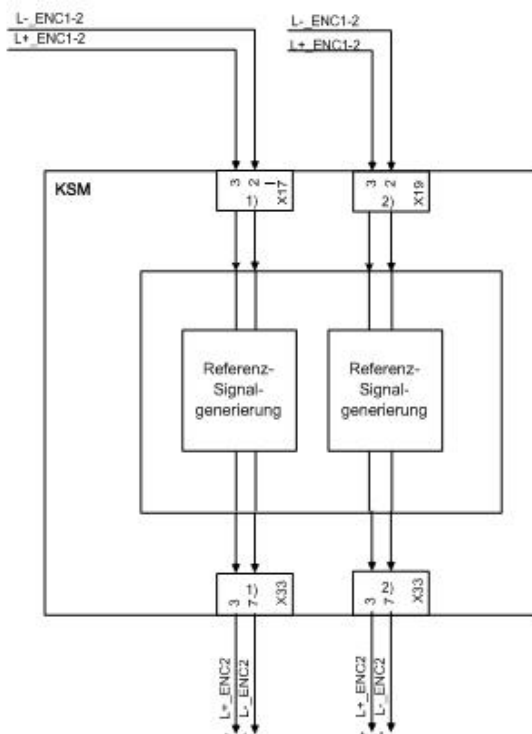 L-_ENC1-2
L+_ENC1-2
L-_ENC1-2
L+_ENC1-2
KSM
3
2
1)
X17
3
2
2)
X19
Referenz-
Signal-
generierung
Referenz-
Signal-
generierung
1)
3
7
X33
2)
3
7
X33
L+_ENC2
L-_ENC2
L+_ENC2
L-_ENC2